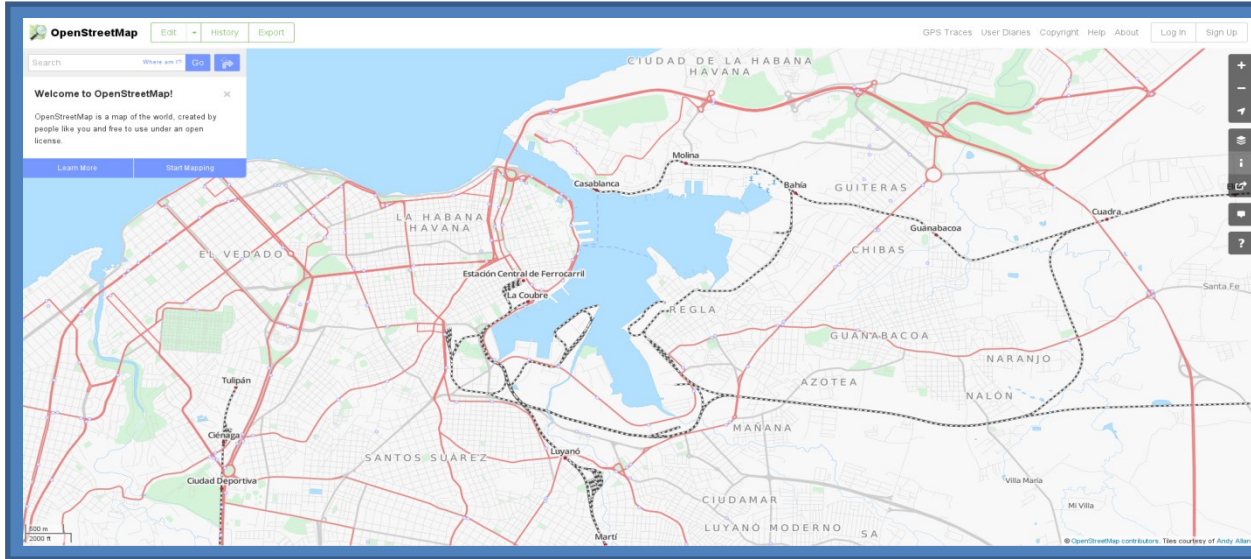 OpenStreetMap Edit History Export GPS Traces User Diaries Copyright Help About Log In Sign Up
Search Where am I? Go
Welcome to OpenStreetMap! ×
OpenStreetMap is a map of the world, created by
people like you and free to use under an open
license.
Learn More Start Mapping
CIUDAD DE LA HABANA
HAVANA
Molina
Casablanca
Bahía
GUITERAS
Cuadra
LA HABANA
HAVANA
Guanabacoa
EL VEDADO
CHIBAS
Estación Central de Ferrocarril
La Coubre
Santa Fe
REGLA
GUANABACOA
NARANJO
Tulipán
AZOTEA
NALÓN
MAÑANA
Ciénaga
Luyanó
SANTOS SUÁREZ
Ciudad Deportiva
Villa María
CIUDAMAR
Mi Villa
LUYANÓ MODERNO
SA
500 m
2000 ft
Martí
© OpenStreetMap contributors. Tiles courtesy of Andy Allan